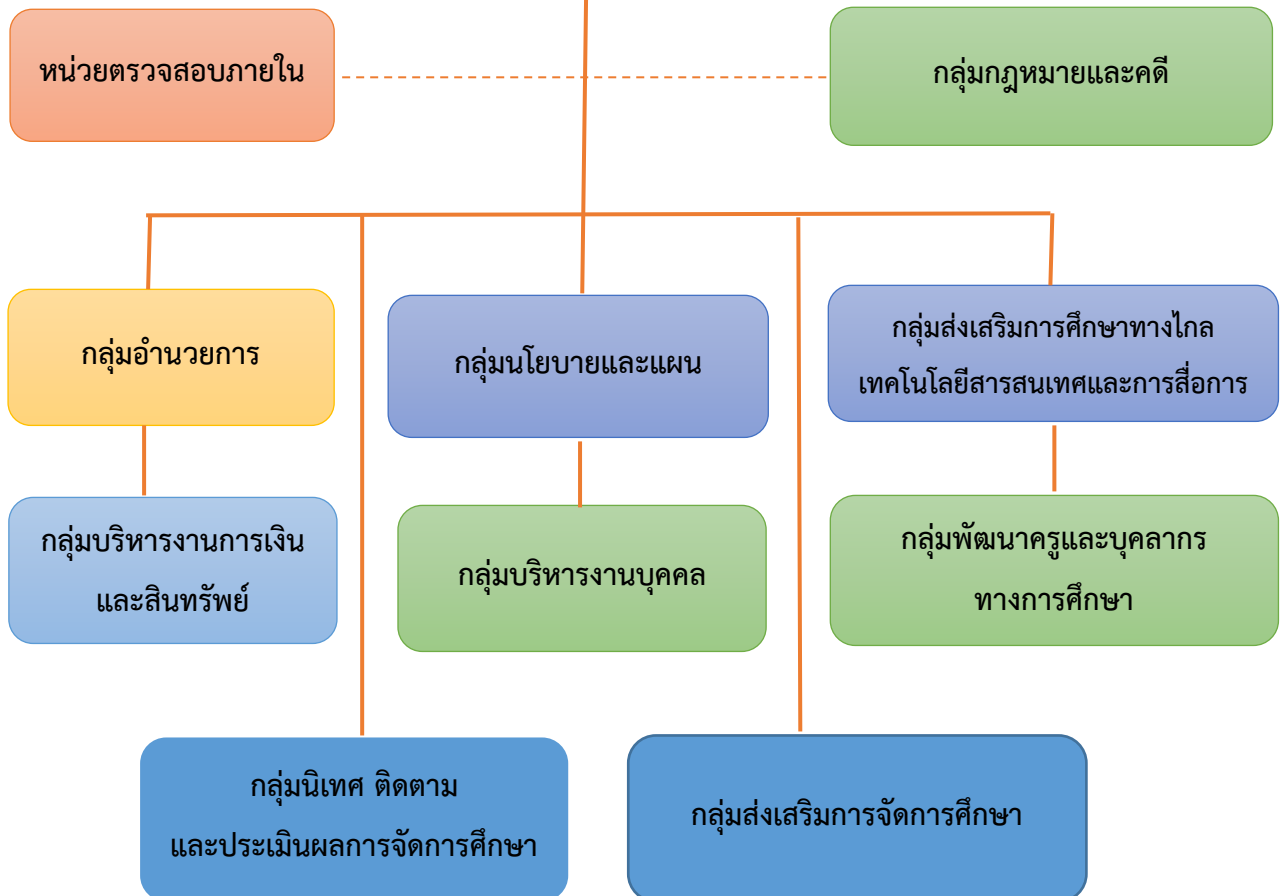 หน่วยตรวจสอบภายใน
กลุ่มกฎหมายและคดี
กลุ่มอำนวยการ
กลุ่มนโยบายและแผน
กลุ่มส่งเสริมการศึกษาทางไกล
เทคโนโลยีสารสนเทศและการสื่อการ
กลุ่มบริหารงานการเงิน
และสินทรัพย์
กลุ่มบริหารงานบุคคล
กลุ่มพัฒนาครูและบุคลากร
ทางการศึกษา
กลุ่มนิเทศ ติดตาม
และประเมินผลการจัดการศึกษา
กลุ่มส่งเสริมการจัดการศึกษา